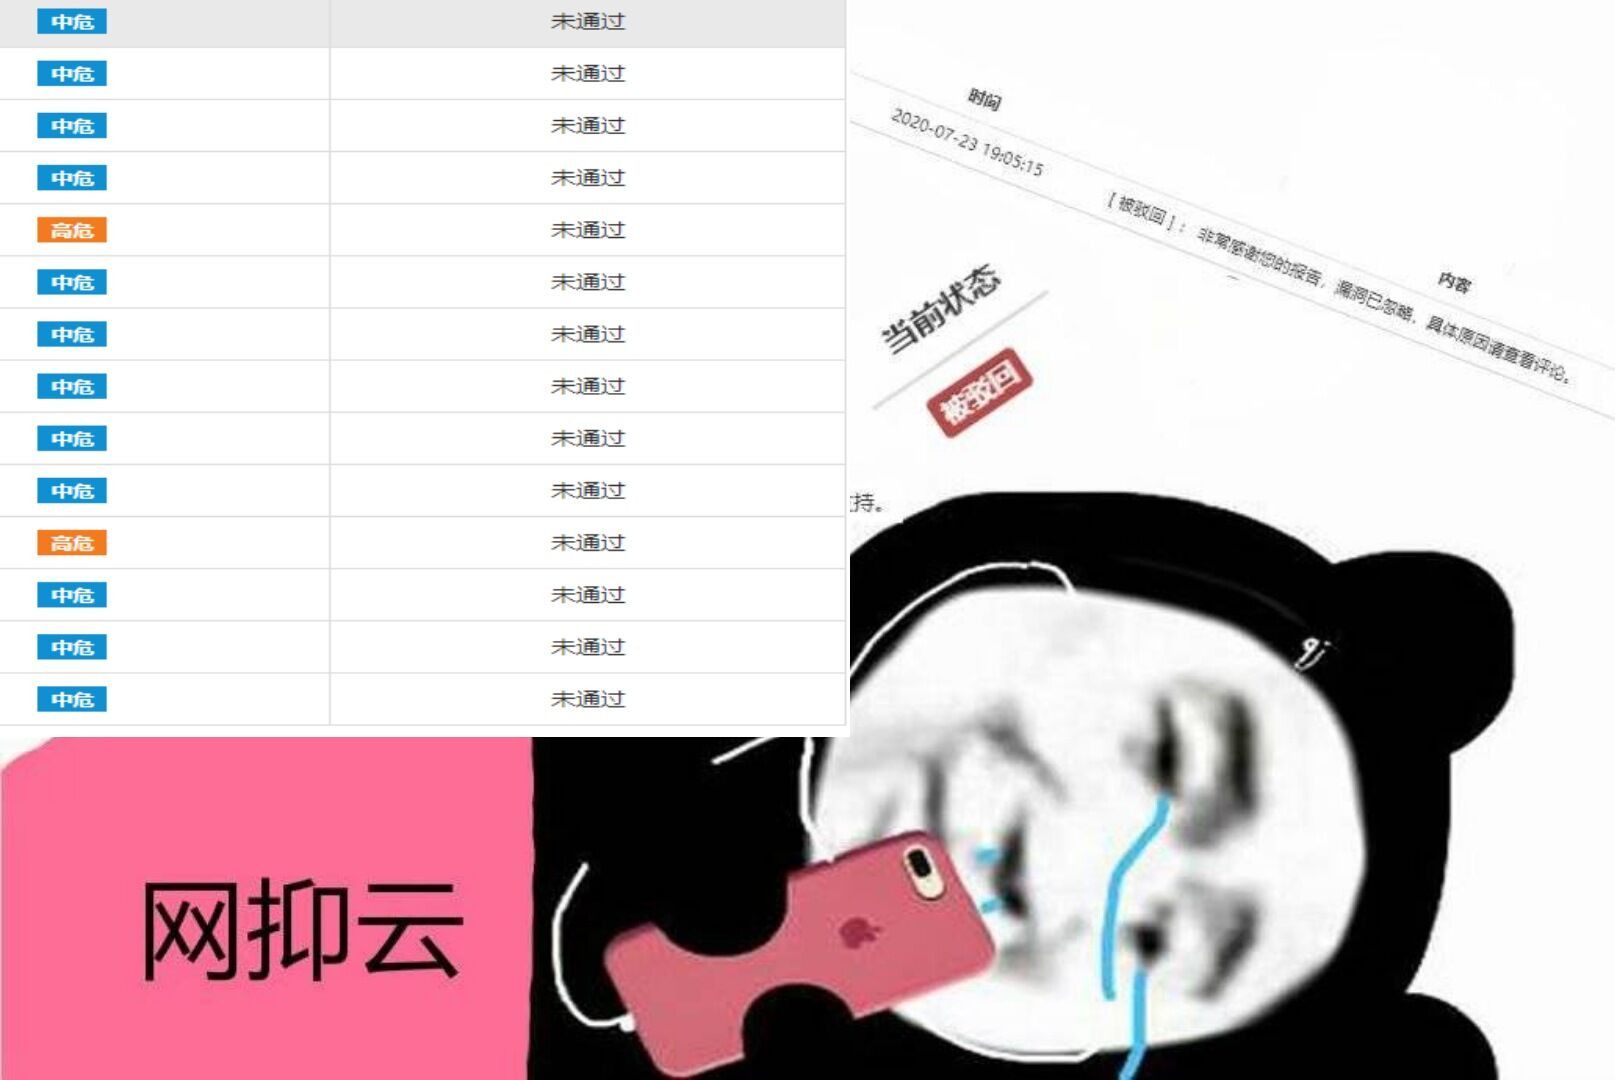 中危 未通过
中危 未通过
中危 未通过
中危 未通过
高危 未通过
中危 未通过
中危 未通过
中危 未通过
中危 未通过
中危 未通过
高危 未通过
中危 未通过
中危 未通过
中危 未通过
时间 内容
2020-07-23 19:05:15 [ 被驳回 ]： 非常感谢您的报告，漏洞已忽略，具体原因请查看评论。
当前状态
被驳回
持。
网抑云